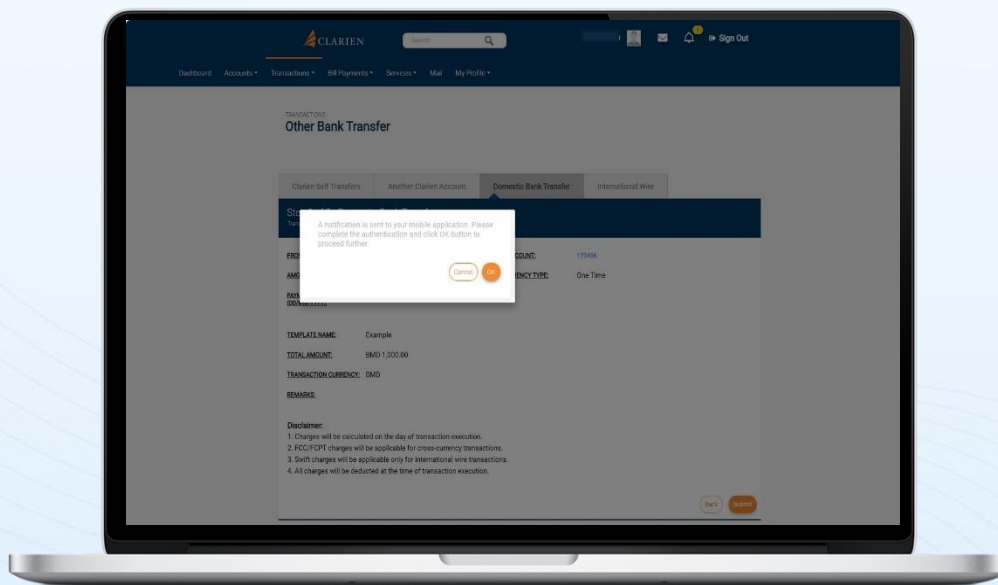 CLARIEN
Search
Sign Out
Dashboard Accounts Transactions Bill Payments Services Mail My Profile
TRANSACTIONS
Other Bank Transfer
Clarien Self Transfers Another Clarien Account Domestic Bank Transfer International Wire
A notification is sent to your mobile application. Please
complete the authentication and click OK button to
proceed further.
Cancel OK
123456
One Time
TEMPLATE NAME: Example
TOTAL AMOUNT: BMD 1,000.00
TRANSACTION CURRENCY: BMD
REMARKS:
Disclaimer:
1. Charges will be calculated on the day of transaction execution.
2. FCC/FCPT charges will be applicable for cross-currency transactions.
3. Swift charges will be applicable only for international wire transactions.
4. All charges will be deducted at the time of transaction execution.
Back Submit